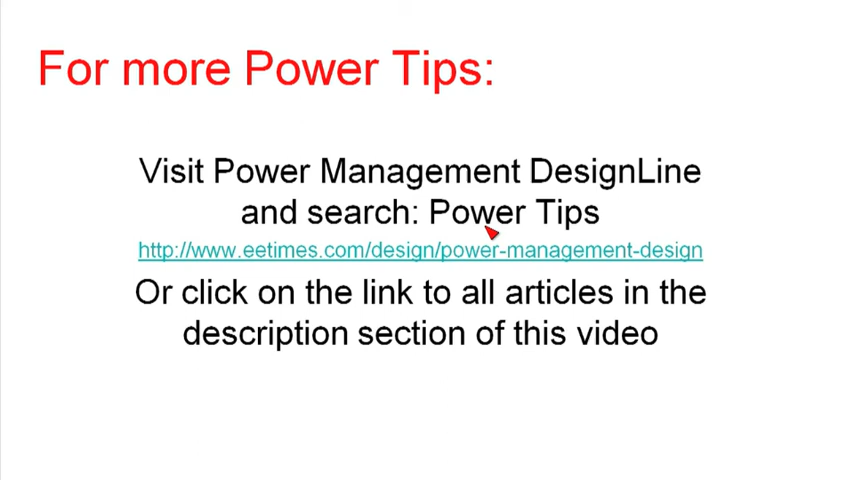 For more Power Tips:
Visit Power Management DesignLine
and search: Power Tips
http://www.eetimes.com/design/power-management-design
Or click on the link to all articles in the
description section of this video